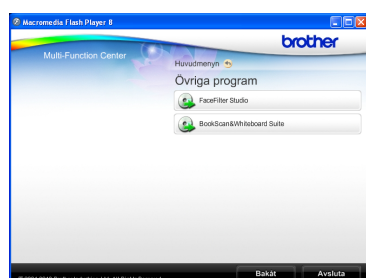 Macromedia Flash Player 8
brother
Multi-Function Center
Huvudmenyn
Övriga program
FaceFilter Studio
BookScan&Whiteboard Suite
Bakåt
Avsluta